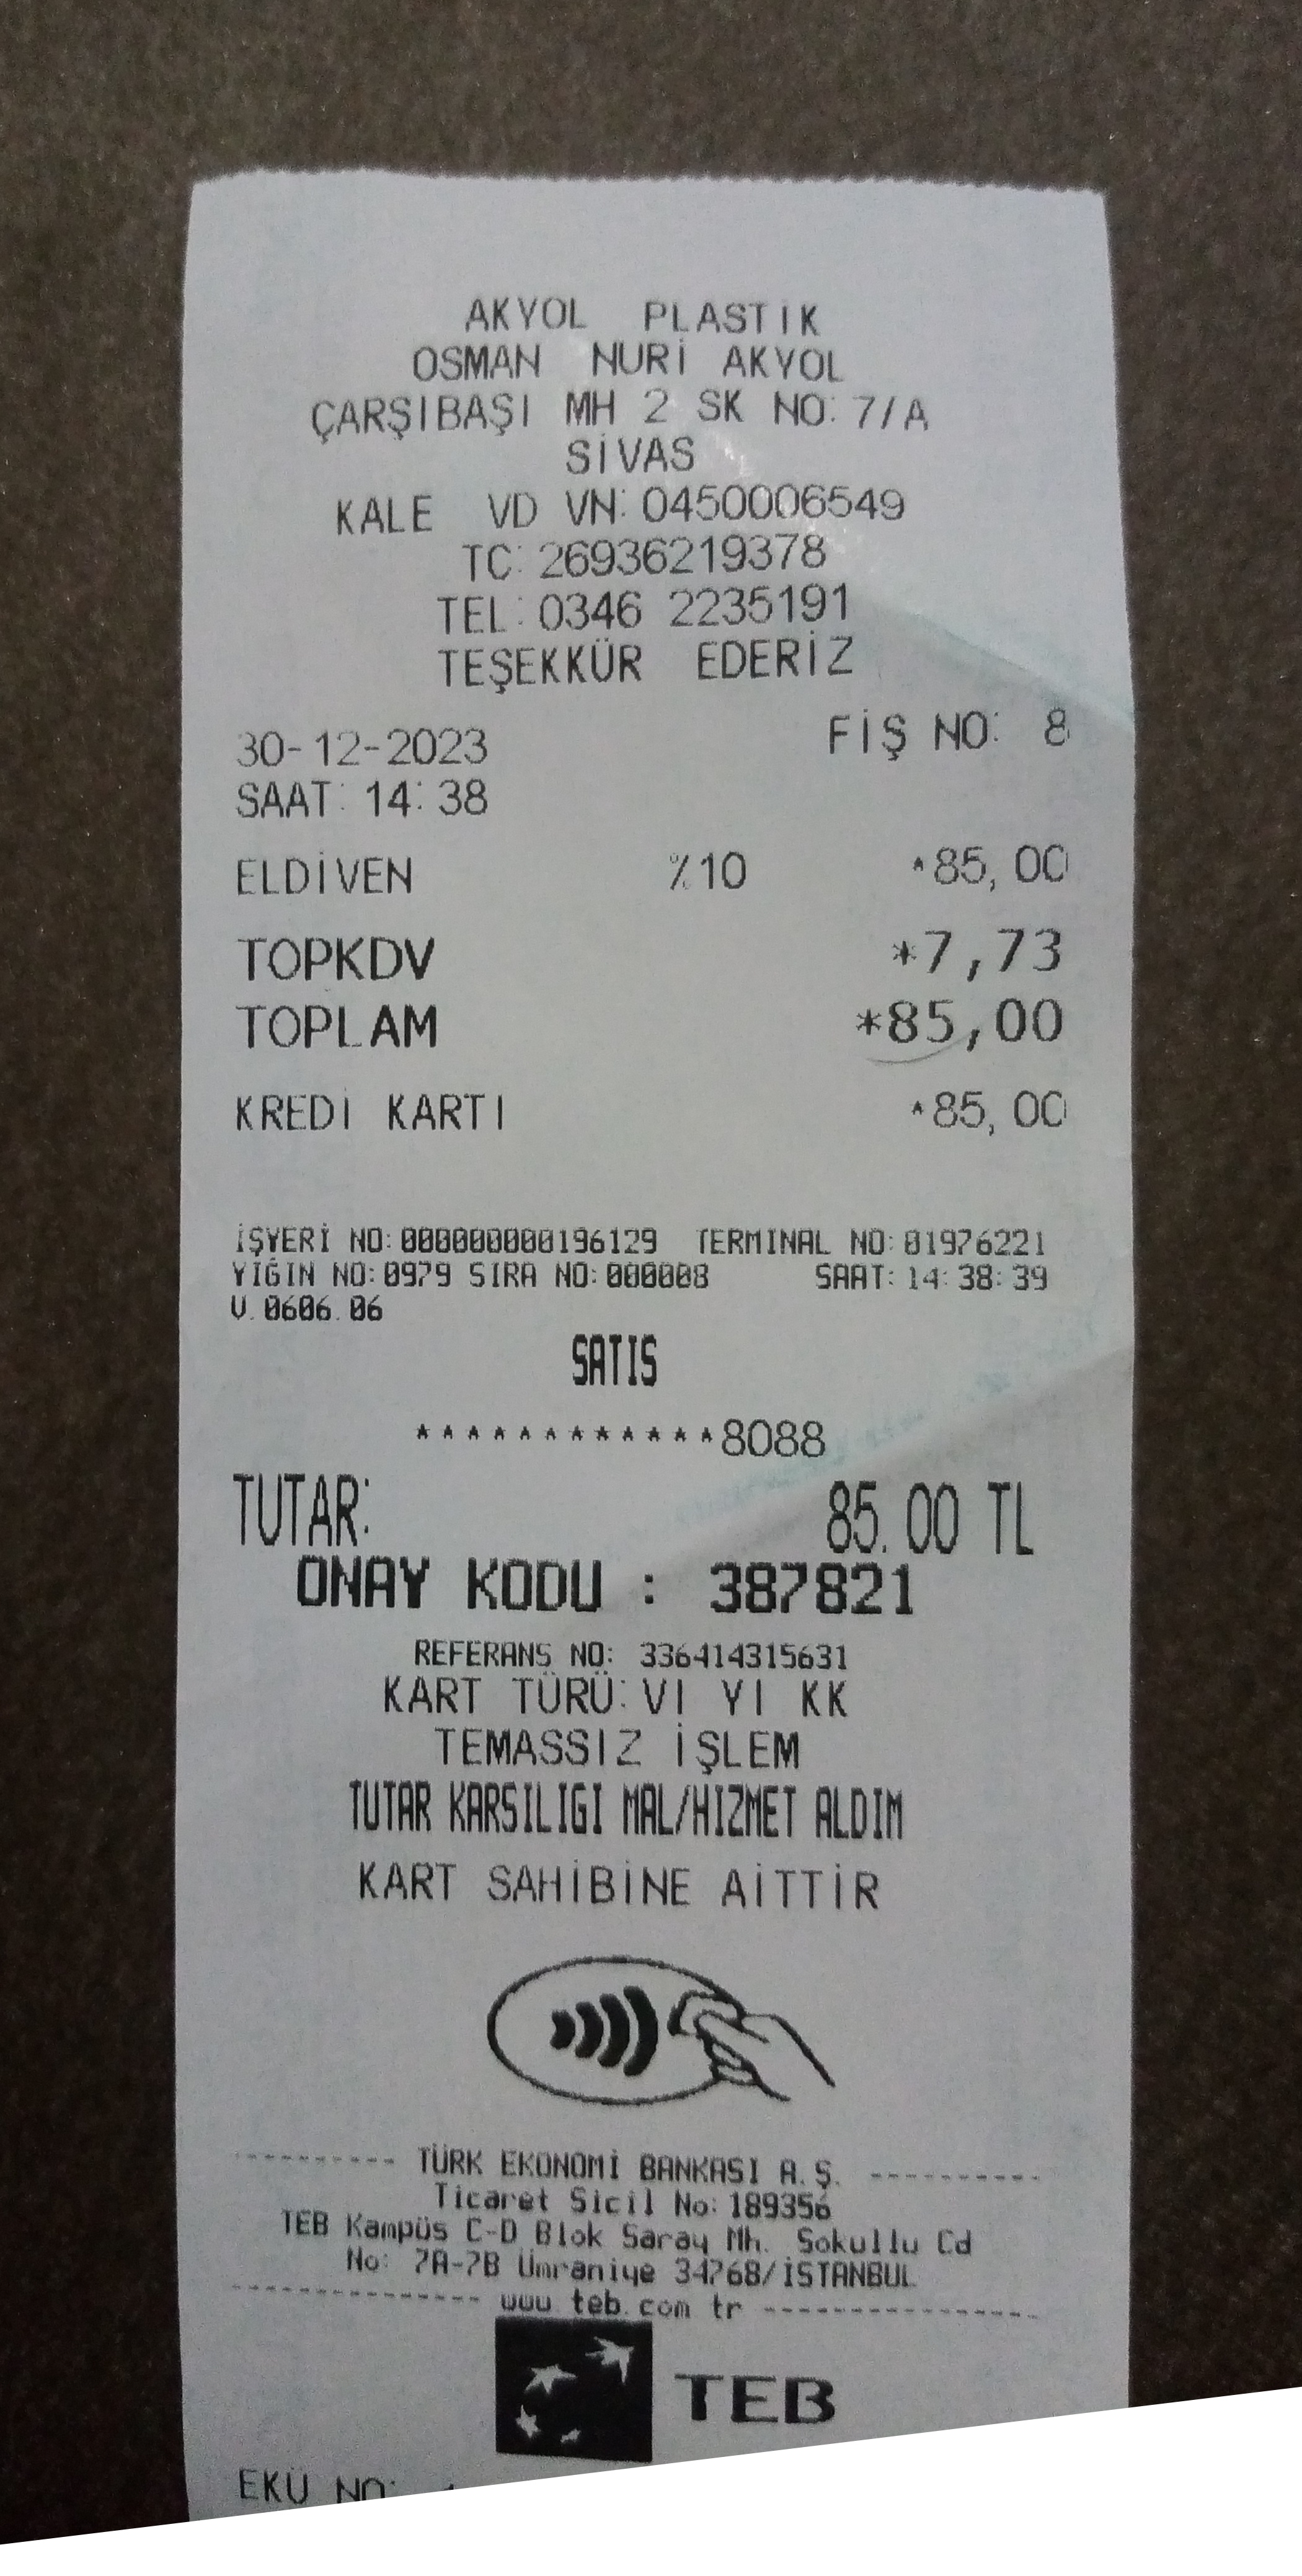 AKYOL PLASTİK
OSMAN NURİ AKYOL
ÇARŞIBAŞI MH 2 SK NO:7/A
SİVAS
KALE VD VN:0450006549
TC:26936219378
TEL:0346 2235191
TEŞEKKÜR EDERİZ
30-12-2023 FİŞ NO: 8
SAAT:14:38
ELDİVEN %10 *85,00
TOPKDV *7,73
TOPLAM *85,00
KREDİ KARTI *85,00
İŞYERİ NO:000000000196129 TERMINAL NO:01976221
YIĞIN NO:0979 SIRA NO:000008 SAAT:14:38:39
V.0606.06
SATIS
************8088
TUTAR: 85.00 TL
ONAY KODU : 387821
REFERANS NO: 336414315631
KART TÜRÜ:VI YI KK
TEMASSIZ İŞLEM
TUTAR KARSILIGI MAL/HIZMET ALDIM
KART SAHİBİNE AİTTİR
---------- TÜRK EKONOMİ BANKASI A.Ş. ----------
Ticaret Sicil No:189356
TEB Kampüs C-D Blok Saray Mh. Sokullu Cd
No: 7A-7B Ümraniye 34768/İSTANBUL
--------------- www.teb.com.tr ----------------
TEB
EKÜ NO: